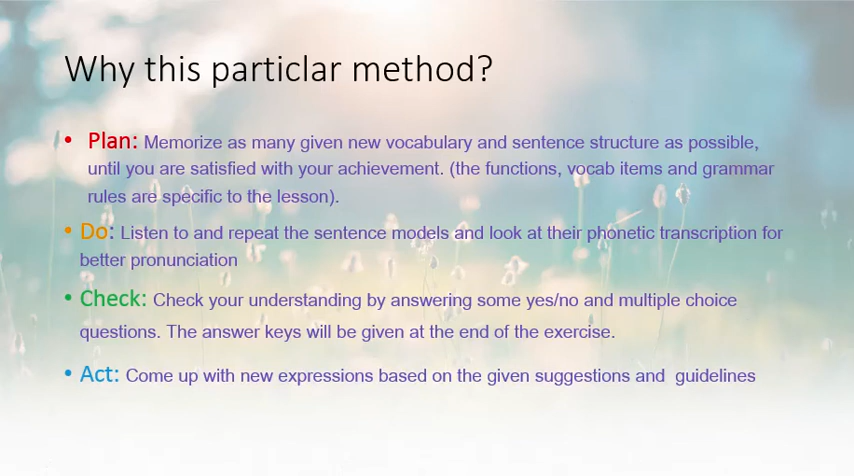 Why this particlar method?
• Plan: Memorize as many given new vocabulary and sentence structure as possible,
until you are satisfied with your achievement. (the functions, vocab items and grammar
rules are specific to the lesson).
• Do: Listen to and repeat the sentence models and look at their phonetic transcription for
better pronunciation
• Check: Check your understanding by answering some yes/no and multiple choice
questions. The answer keys will be given at the end of the exercise.
• Act: Come up with new expressions based on the given suggestions and  guidelines